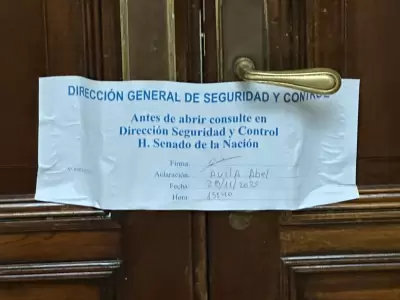 DIRECCIÓN GENERAL DE SEGURIDAD Y CONTROL
Antes de abrir consulte en
Dirección Seguridad y Control
H. Senado de la Nación
Firma:
Aclaración: Avila Abel
Fecha:
Hora: